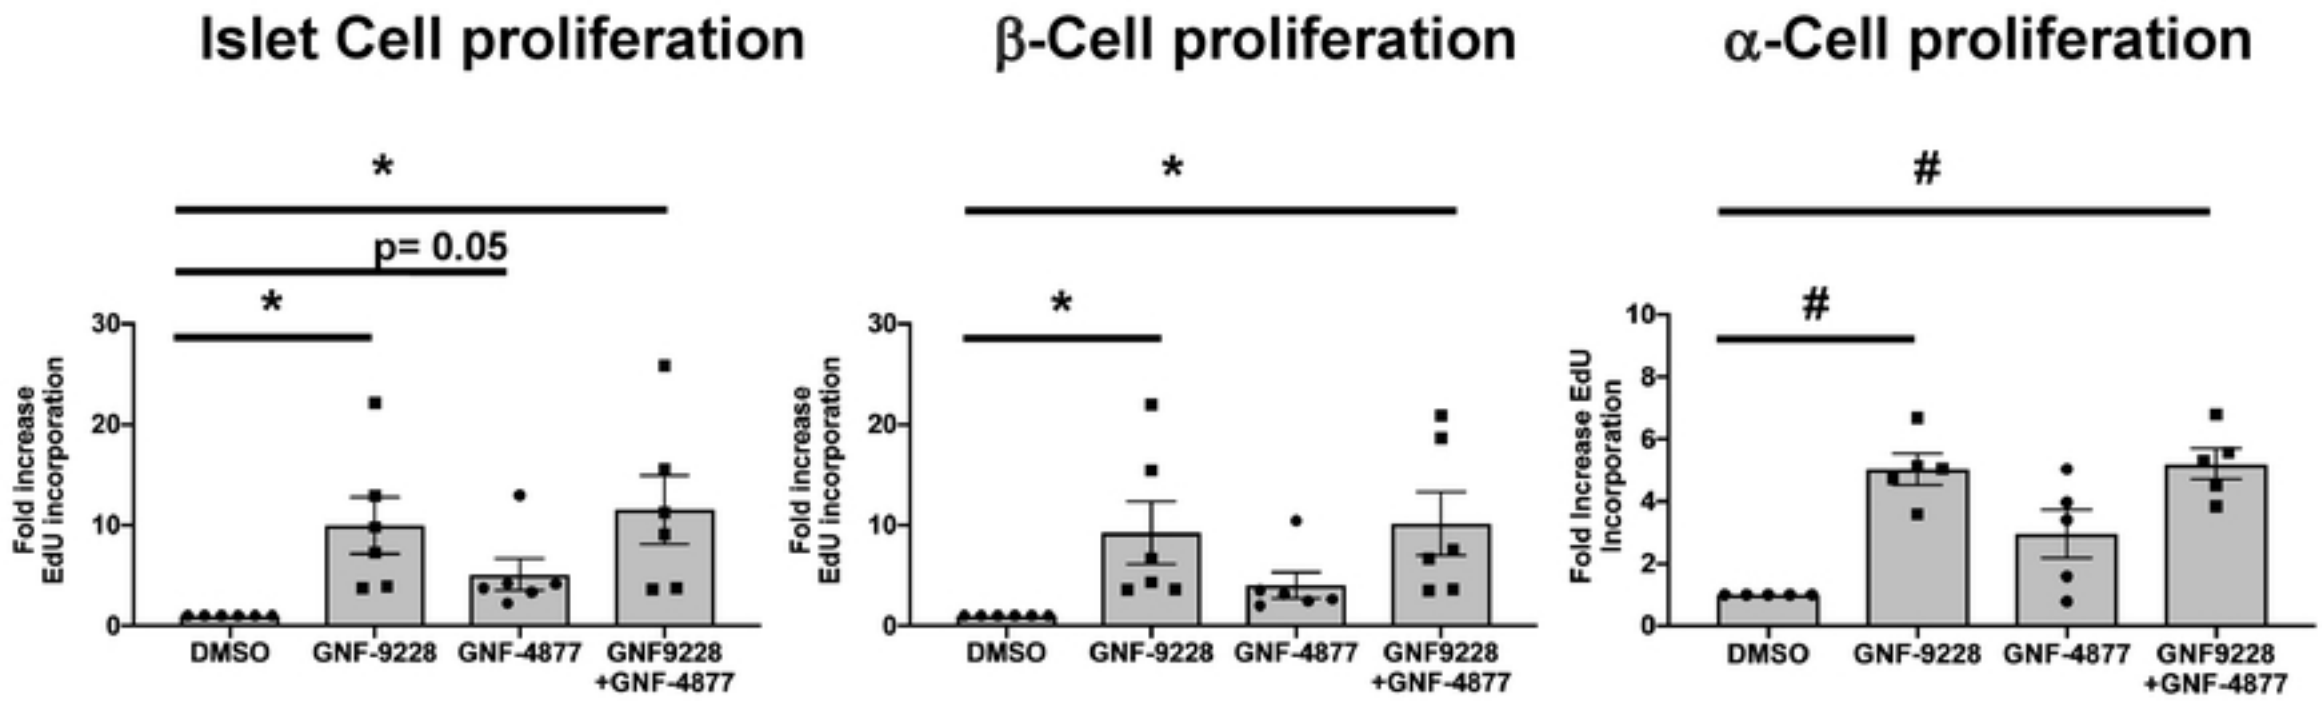 Islet Cell proliferation
*
p= 0.05
*
30
20
10
0
Fold increase
EdU incorporation
DMSO
GNF-9228
GNF-4877
GNF9228
+GNF-4877
β-Cell proliferation
*
*
30
20
10
0
Fold increase
EdU incorporation
DMSO
GNF-9228
GNF-4877
GNF9228
+GNF-4877
α-Cell proliferation
#
#
10
8
6
4
2
0
Fold Increase EdU
Incorporation
DMSO
GNF-9228
GNF-4877
GNF9228
+GNF-4877